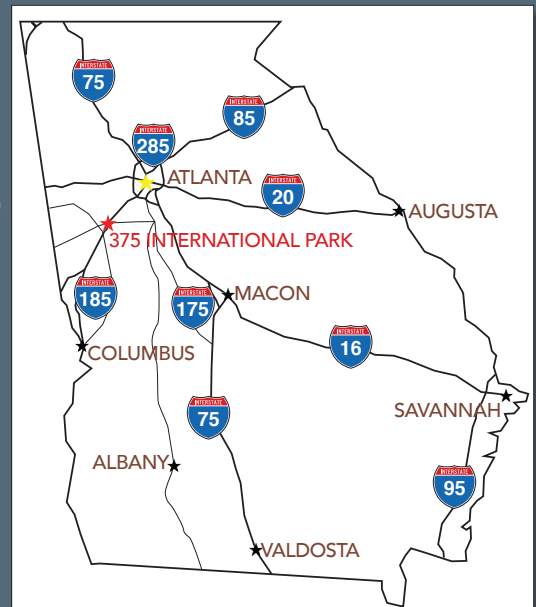 INTERSTATE
75
INTERSTATE
85
INTERSTATE
285
ATLANTA
INTERSTATE
20
AUGUSTA
375 INTERNATIONAL PARK
INTERSTATE
185
INTERSTATE
175
MACON
INTERSTATE
16
COLUMBUS
SAVANNAH
INTERSTATE
75
ALBANY
INTERSTATE
95
VALDOSTA